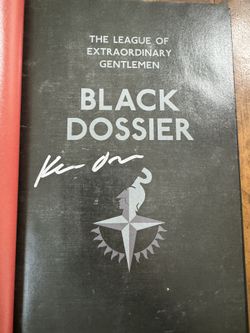 THE LEAGUE OF
EXTRAORDINARY
GENTLEMEN
BLACK
DOSSIER